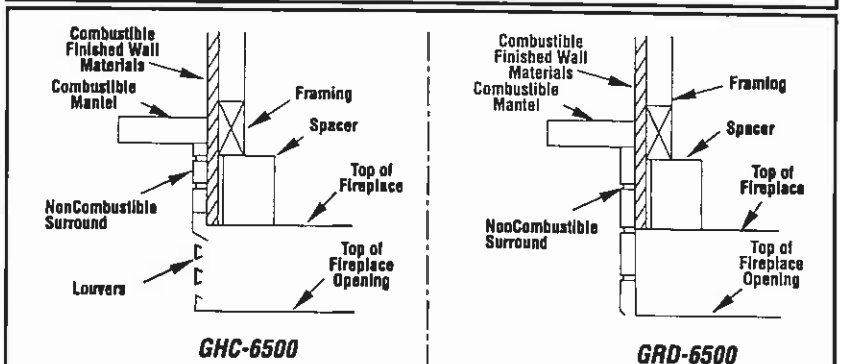 Combustible
Finished Wall
Materials
Combustible
Mantel
Framing
Spacer
Top of
Fireplace
NonCombustible
Surround
Louvers
Top of
Fireplace
Opening
GHC-6500
Combustible
Finished Wall
Materials
Combustible
Mantel
Framing
Spacer
Top of
Fireplace
NonCombustible
Surround
Top of
Fireplace
Opening
GRD-6500